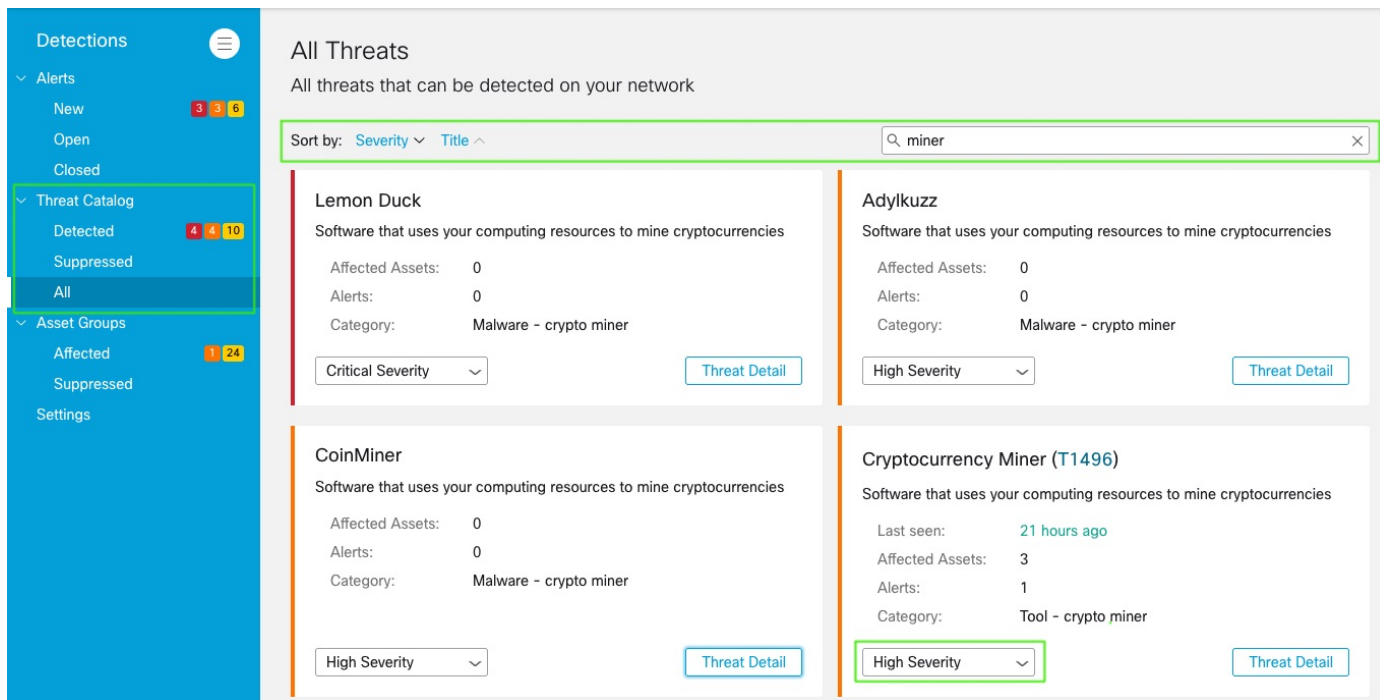 Detections
Alerts
New 3 3 6
Open
Closed
Threat Catalog
Detected 4 4 10
Suppressed
All
Asset Groups
Affected 1 24
Suppressed
Settings
All Threats
All threats that can be detected on your network
Sort by: Severity Title
miner
Lemon Duck
Software that uses your computing resources to mine cryptocurrencies
Affected Assets: 0
Alerts: 0
Category: Malware - crypto miner
Critical Severity Threat Detail
Adylkuzz
Software that uses your computing resources to mine cryptocurrencies
Affected Assets: 0
Alerts: 0
Category: Malware - crypto miner
High Severity Threat Detail
CoinMiner
Software that uses your computing resources to mine cryptocurrencies
Affected Assets: 0
Alerts: 0
Category: Malware - crypto miner
High Severity Threat Detail
Cryptocurrency Miner (T1496)
Software that uses your computing resources to mine cryptocurrencies
Last seen: 21 hours ago
Affected Assets: 3
Alerts: 1
Category: Tool - crypto miner
High Severity Threat Detail